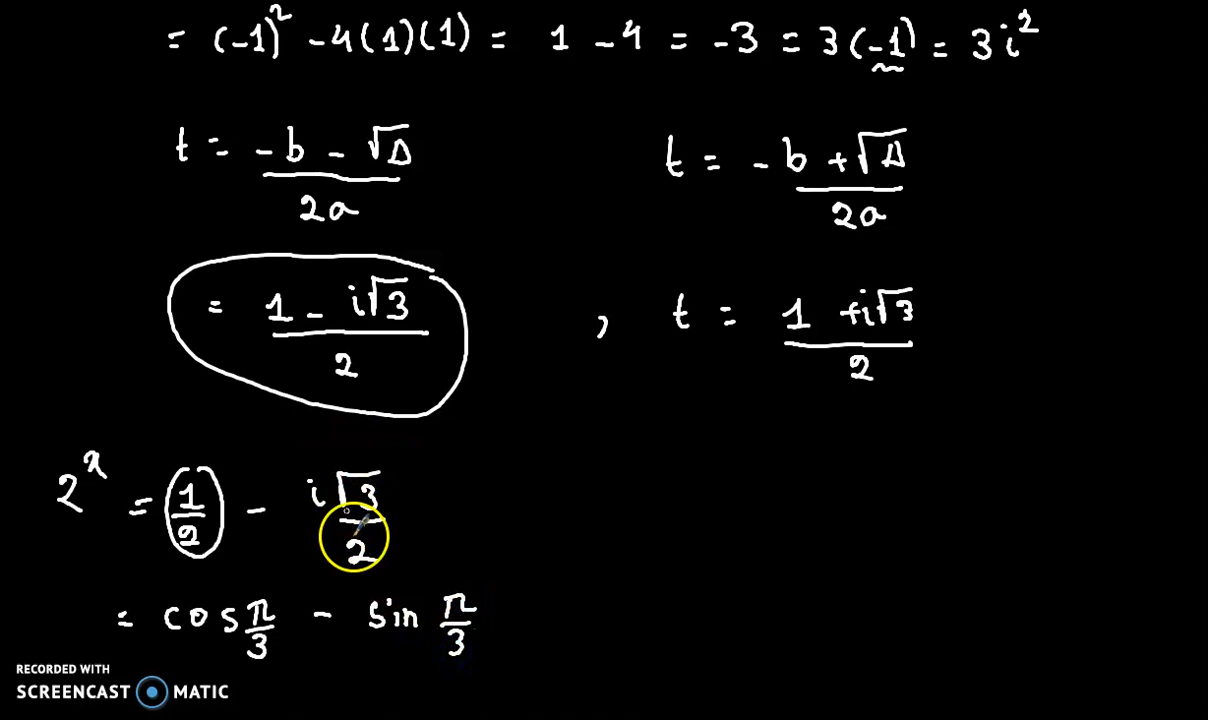 = (-1)² - 4(1)(1) = 1 - 4 = -3 = 3(-1) = 3i²
t = (-b - √Δ)/2a
t = (-b + √Δ)/2a
= (1 - i√3)/2 , t = (1 + i√3)/2
2ˣ = 1/2 - i√3/2
= cos π/3 - sin π/3
RECORDED WITH
SCREENCAST MATIC